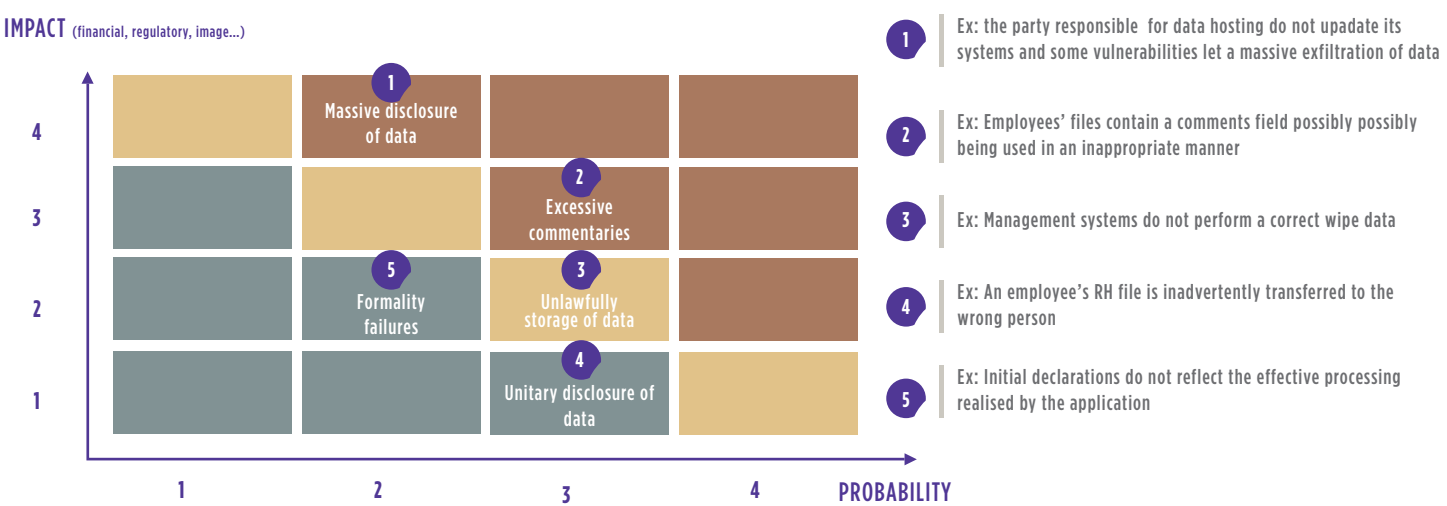 IMPACT (financial, regulatory, image...)
4
3
2
1
1
Massive disclosure
of data
2
Excessive
commentaries
5
Formality
failures
3
Unlawfully
storage of data
4
Unitary disclosure of
data
1
2
3
4
PROBABILITY
1
Ex: the party responsible for data hosting do not upadate its
systems and some vulnerabilities let a massive exfiltration of data
2
Ex: Employees' files contain a comments field possibly possibly
being used in an inappropriate manner
3
Ex: Management systems do not perform a correct wipe data
4
Ex: An employee's RH file is inadvertently transferred to the
wrong person
5
Ex: Initial declarations do not reflect the effective processing
realised by the application